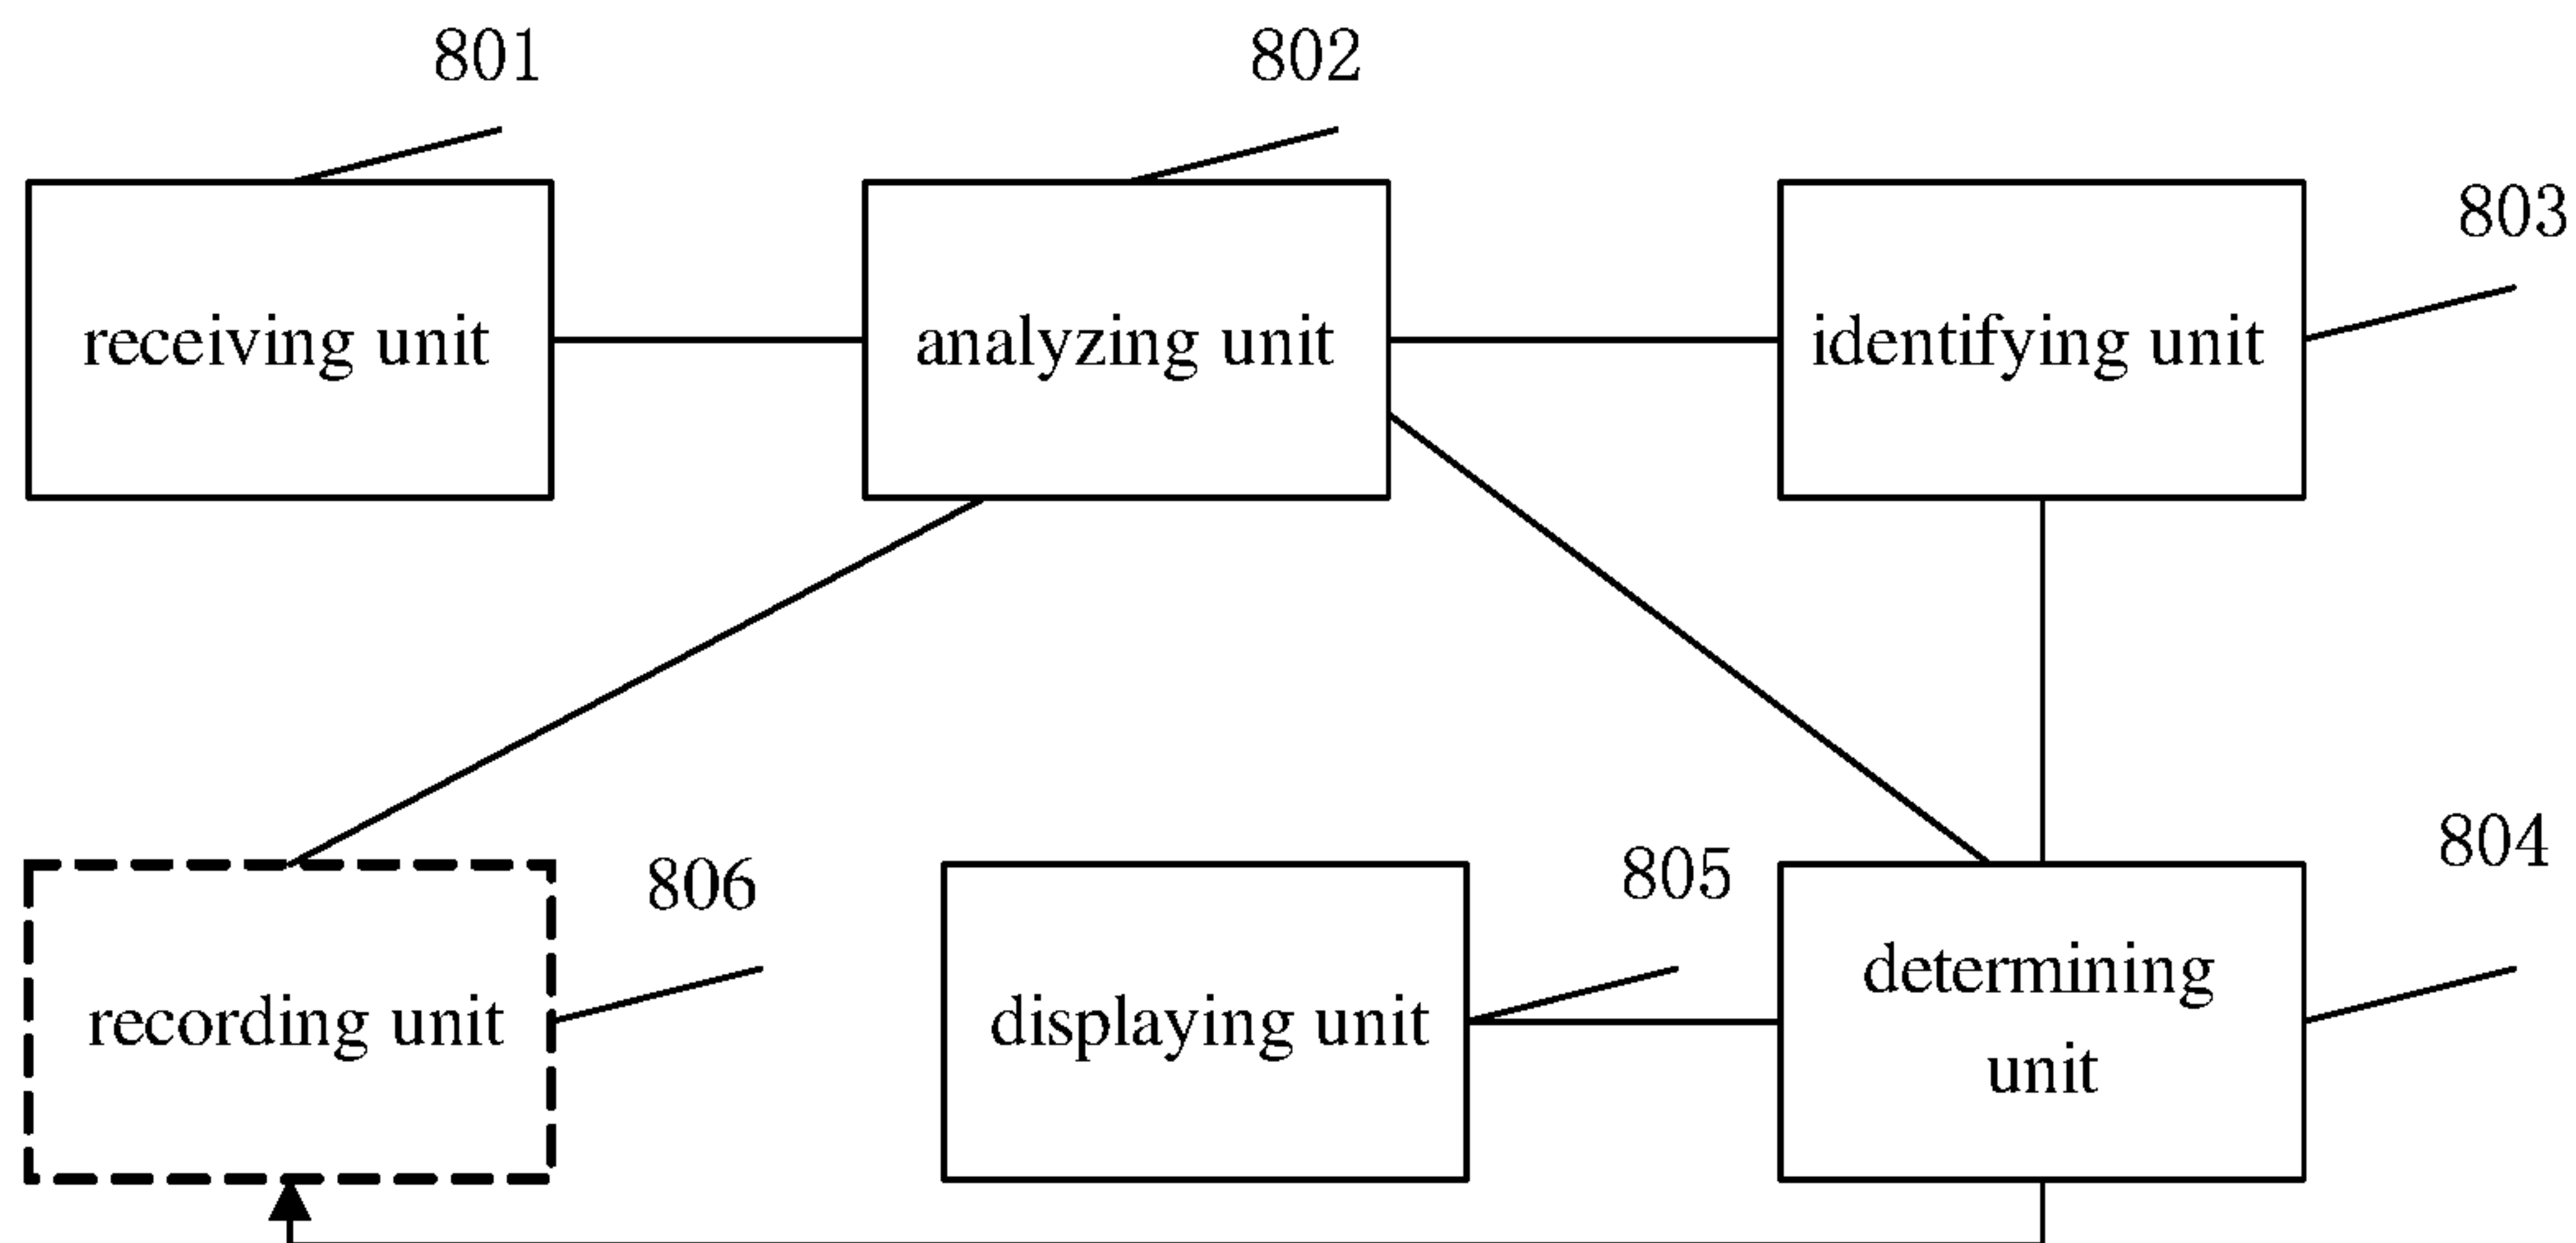 801
802
803
receiving unit
analyzing unit
identifying unit
804
805
806
recording unit
displaying unit
determining
unit